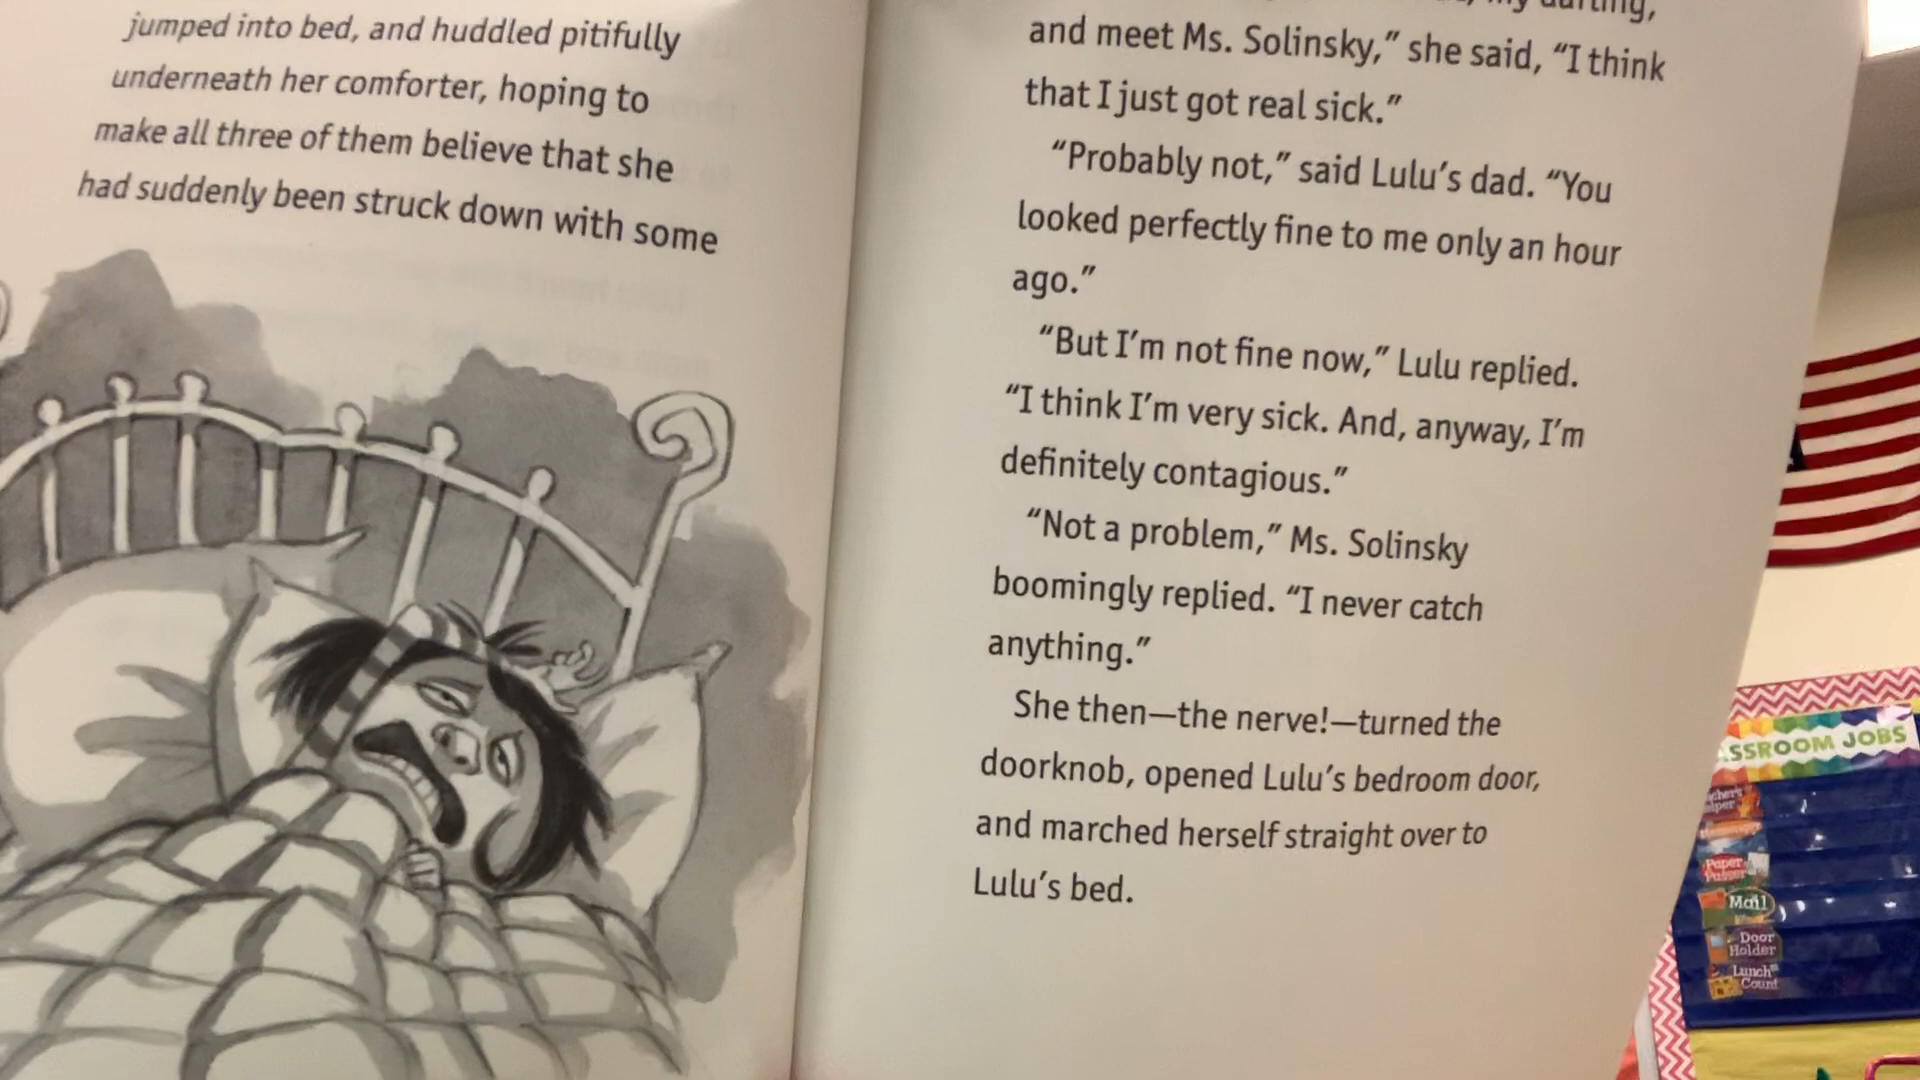 jumped into bed, and huddled pitifully
underneath her comforter, hoping to
make all three of them believe that she
had suddenly been struck down with some
my darling,
and meet Ms. Solinsky,” she said, “I think
that I just got real sick.”
“Probably not,” said Lulu’s dad. “You
looked perfectly fine to me only an hour
ago.”
“But I’m not fine now,” Lulu replied.
“I think I’m very sick. And, anyway, I’m
definitely contagious.”
“Not a problem,” Ms. Solinsky
boomingly replied. “I never catch
anything.”
She then—the nerve!—turned the
doorknob, opened Lulu’s bedroom door,
and marched herself straight over to
Lulu’s bed.
JOBS
Paper
Mail
Door
Holder
Lunch
Count